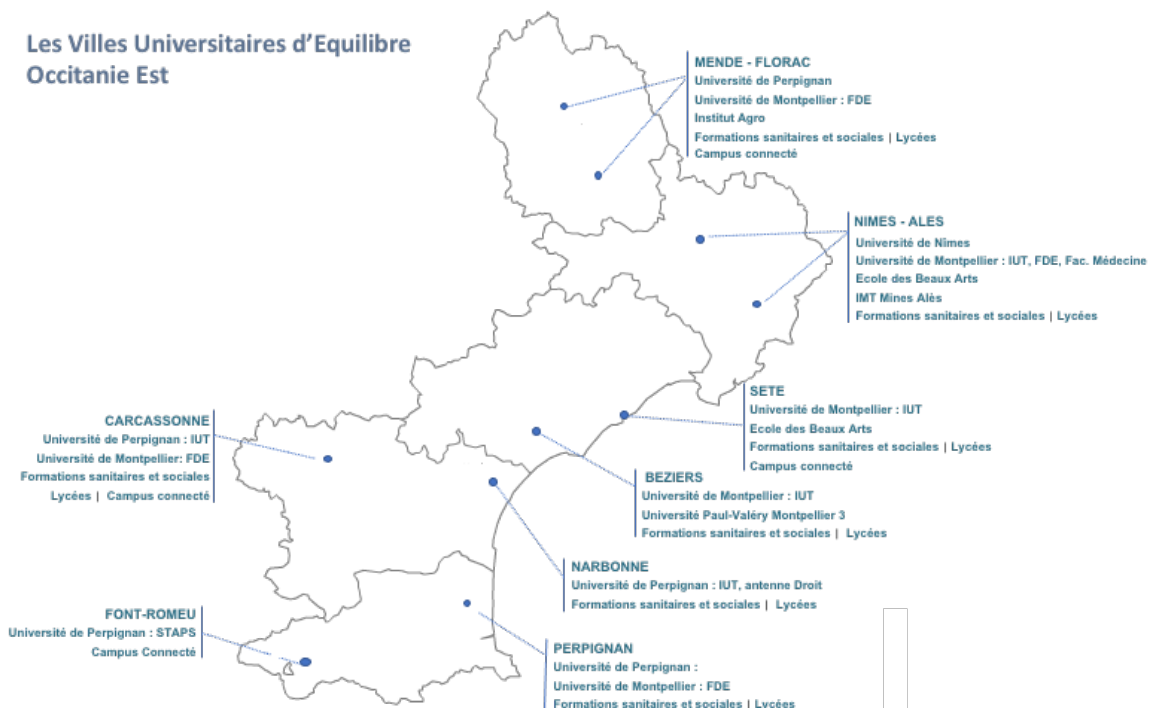 Les Villes Universitaires d'Equilibre
Occitanie Est
MENDE - FLORAC
Université de Perpignan
Université de Montpellier : FDE
Institut Agro
Formations sanitaires et sociales | Lycées
Campus connecté
NIMES - ALES
Université de Nîmes
Université de Montpellier : IUT, FDE, Fac. Médecine
Ecole des Beaux Arts
IMT Mines Alès
Formations sanitaires et sociales | Lycées
SETE
Université de Montpellier : IUT
Ecole des Beaux Arts
Formations sanitaires et sociales | Lycées
Campus connecté
CARCASSONNE
Université de Perpignan : IUT
Université de Montpellier: FDE
Formations sanitaires et sociales
Lycées | Campus connecté
BEZIERS
Université de Montpellier : IUT
Université Paul-Valéry Montpellier 3
Formations sanitaires et sociales | Lycées
NARBONNE
Université de Perpignan : IUT, antenne Droit
Formations sanitaires et sociales | Lycées
FONT-ROMEU
Université de Perpignan : STAPS
Campus Connecté
PERPIGNAN
Université de Perpignan :
Université de Montpellier : FDE
Formations sanitaires et sociales | Lycées